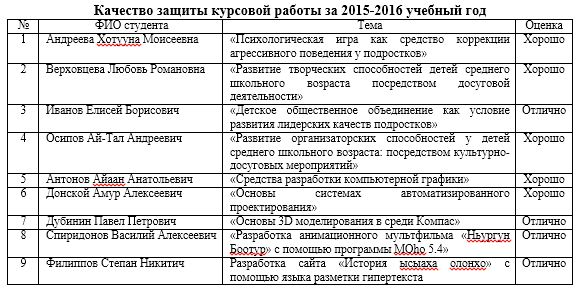 Качество защиты курсовой работы за 2015-2016 учебный год
№ ФИО студента Тема Оценка
1 Андреева Хотууна Моисеевна «Психологическая игра как средство коррекции Хорошо
агрессивного поведения у подростков»
2 Верховцева Любовь Романовна «Развитие творческих способностей детей среднего Хорошо
школьного возраста посредством досуговой
деятельности»
3 Иванов Елисей Борисович «Детское общественное объединение как условие Отлично
развития лидерских качеств подростков»
4 Осипов Ай-Тал Андреевич «Развитие организаторских способностей у детей Хорошо
среднего школьного возраста: посредством культурно-
досуговых мероприятий»
5 Антонов Айаан Анатольевич «Средства разработки компьютерной графики» Хорошо
6 Донской Амур Алексеевич «Основы системах автоматизированного Хорошо
проектирования»
7 Дубинин Павел Петрович «Основы 3D моделирования в среди Компас» Отлично
8 Спиридонов Василий Алексеевич «Разработка анимационного мультфильма «Ньургун Отлично
Боотур» с помощью программы MOho 5.4»
9 Филиппов Степан Никитич Разработка сайта «История ысыаха олонхо» с Отлично
помощью языка разметки гипертекста